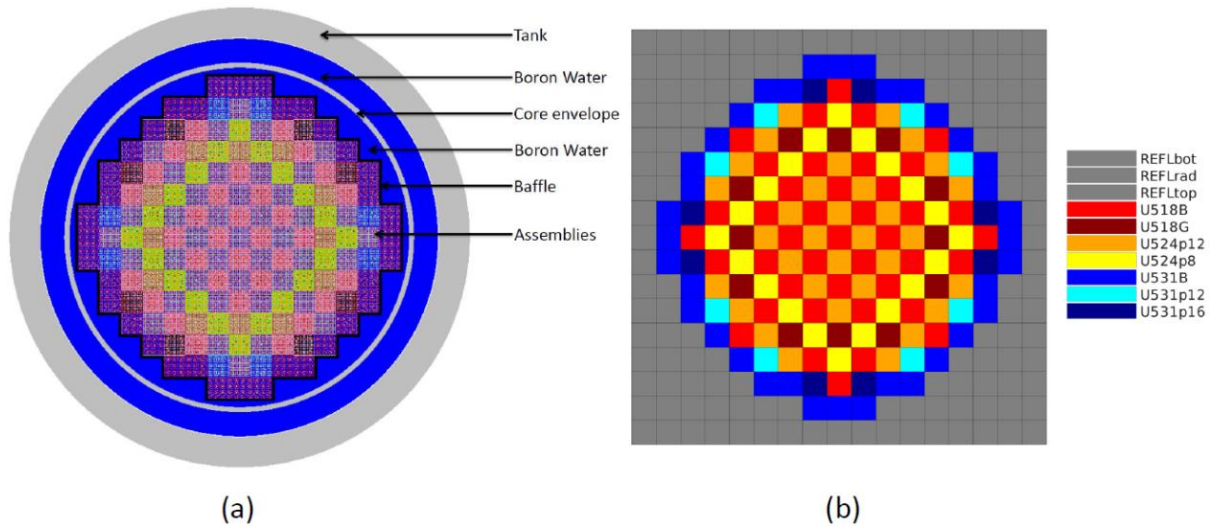 Tank
Boron Water
Core envelope
Boron Water
Baffle
Assemblies
REFLbot
REFLrad
REFLtop
U518B
U518G
U524p12
U524p8
U531B
U531p12
U531p16
(a)
(b)